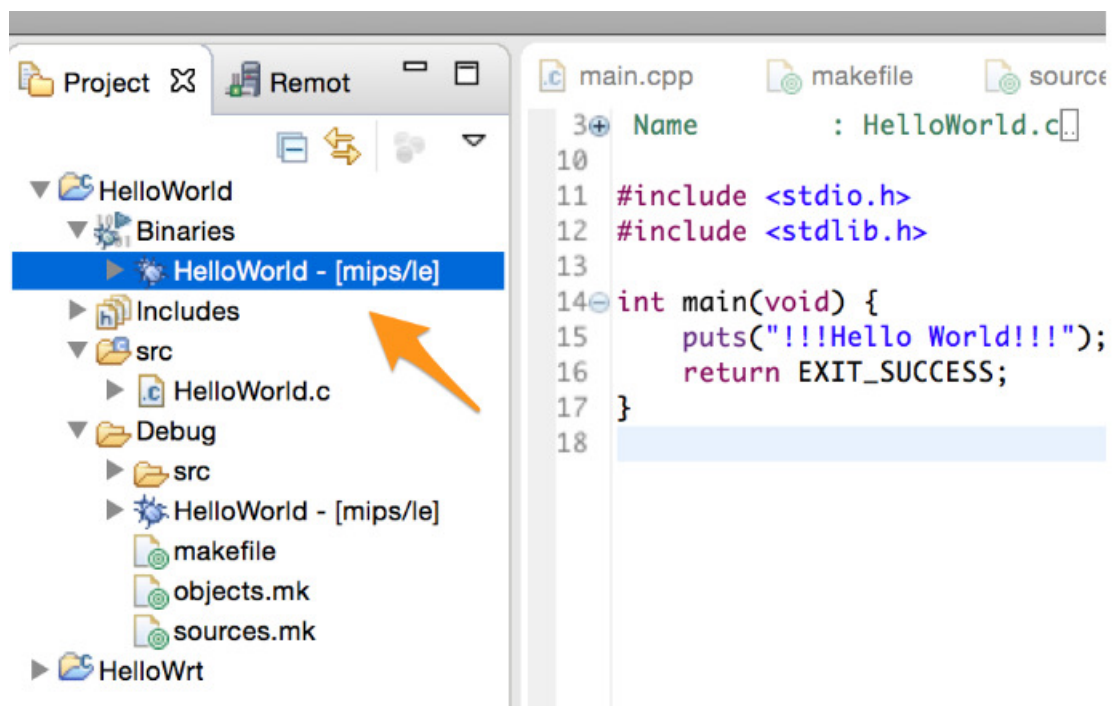 Project Remot
HelloWorld
Binaries
HelloWorld - [mips/le]
Includes
src
HelloWorld.c
Debug
src
HelloWorld - [mips/le]
makefile
objects.mk
sources.mk
HelloWrt
main.cpp makefile source
3 Name : HelloWorld.c..
10
11 #include <stdio.h>
12 #include <stdlib.h>
13
14 int main(void) {
15 puts("!!!Hello World!!!");
16 return EXIT_SUCCESS;
17 }
18